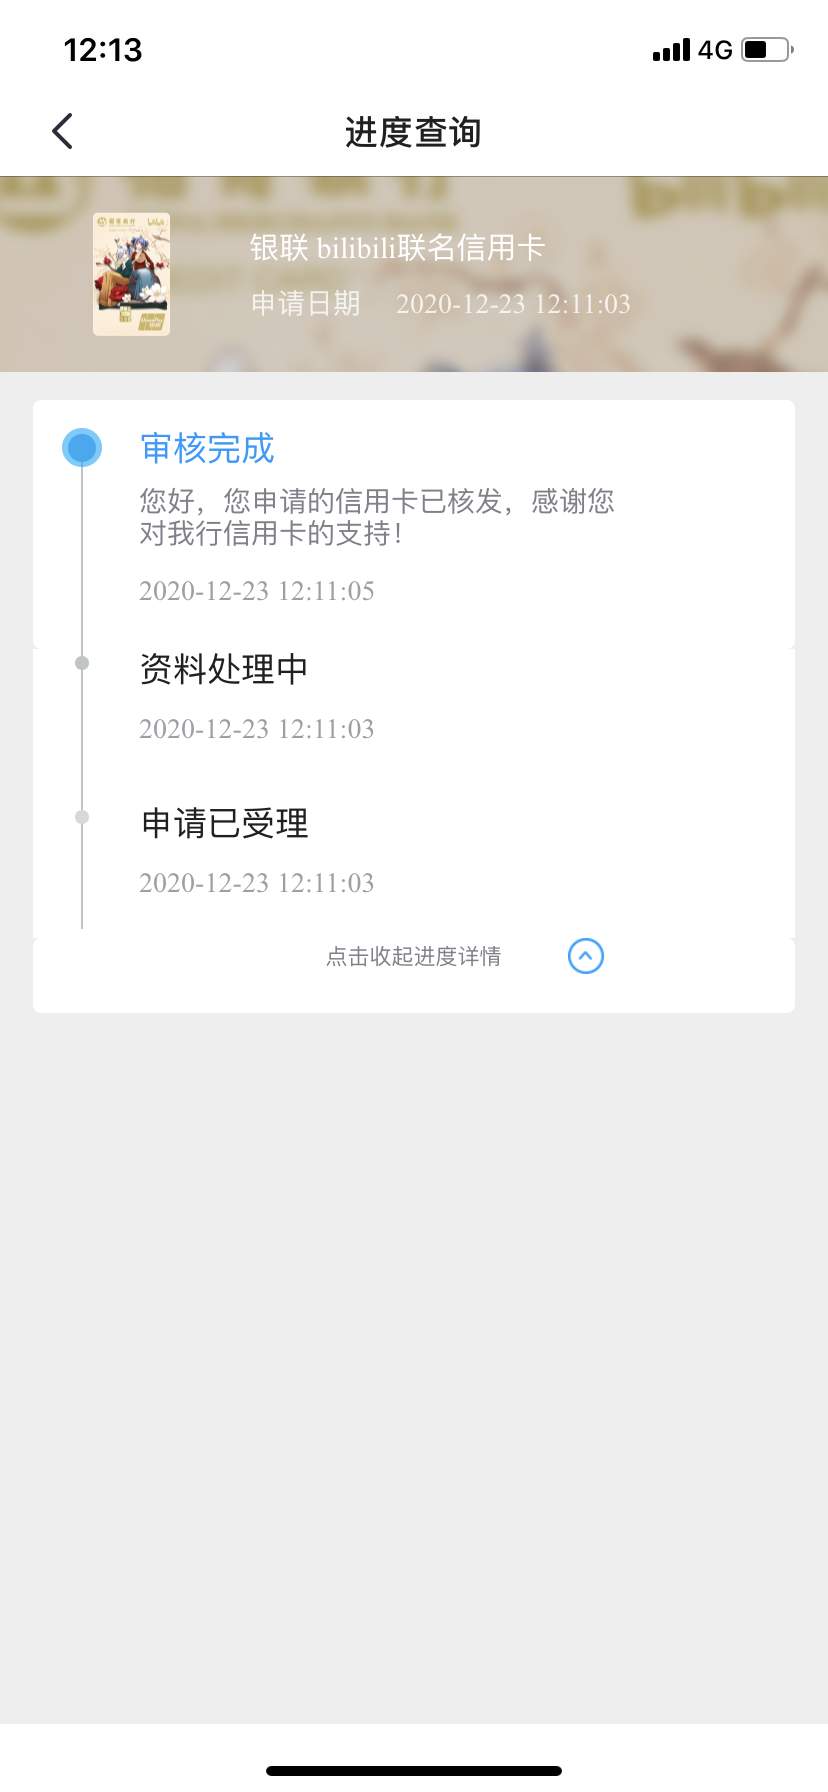 12:13
4G
进度查询
银联 bilibili联名信用卡
申请日期 2020-12-23 12:11:03
审核完成
您好，您申请的信用卡已核发，感谢您
对我行信用卡的支持！
2020-12-23 12:11:05
资料处理中
2020-12-23 12:11:03
申请已受理
2020-12-23 12:11:03
点击收起进度详情